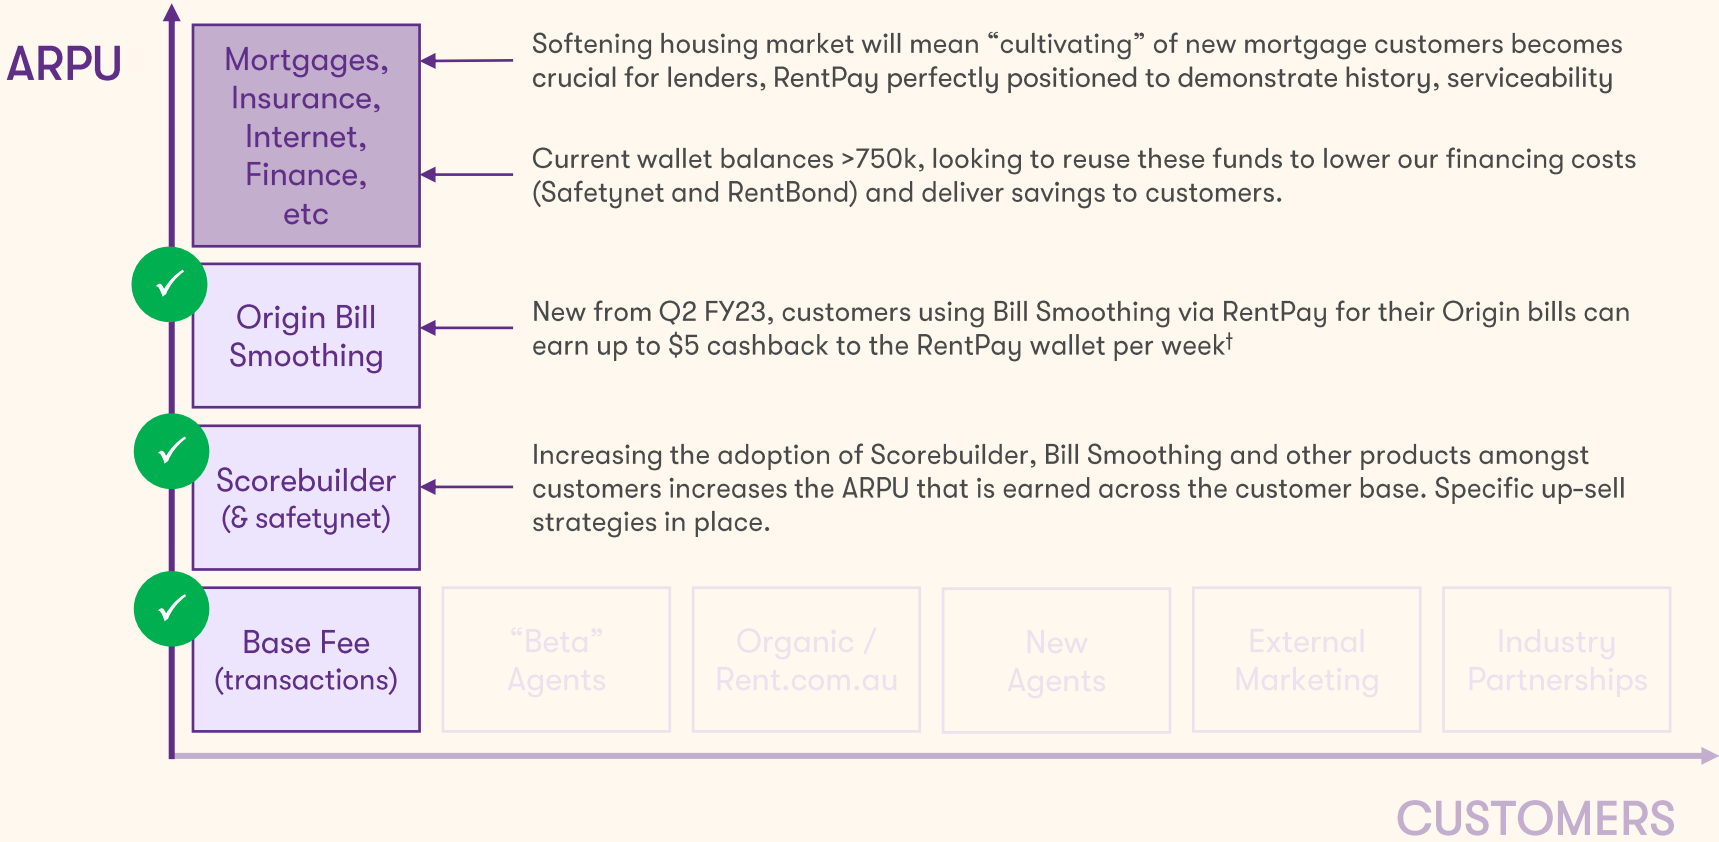 ARPU
Mortgages,
Insurance,
Internet,
Finance,
etc
Softening housing market will mean “cultivating” of new mortgage customers becomes
crucial for lenders, RentPay perfectly positioned to demonstrate history, serviceability
Current wallet balances >750k, looking to reuse these funds to lower our financing costs
(Safetynet and RentBond) and deliver savings to customers.
✓
Origin Bill
Smoothing
New from Q2 FY23, customers using Bill Smoothing via RentPay for their Origin bills can
earn up to $5 cashback to the RentPay wallet per week†
✓
Scorebuilder
(& safetynet)
Increasing the adoption of Scorebuilder, Bill Smoothing and other products amongst
customers increases the ARPU that is earned across the customer base. Specific up-sell
strategies in place.
✓
Base Fee
(transactions)
“Beta”
Agents
Organic /
Rent.com.au
New
Agents
External
Marketing
Industry
Partnerships
CUSTOMERS